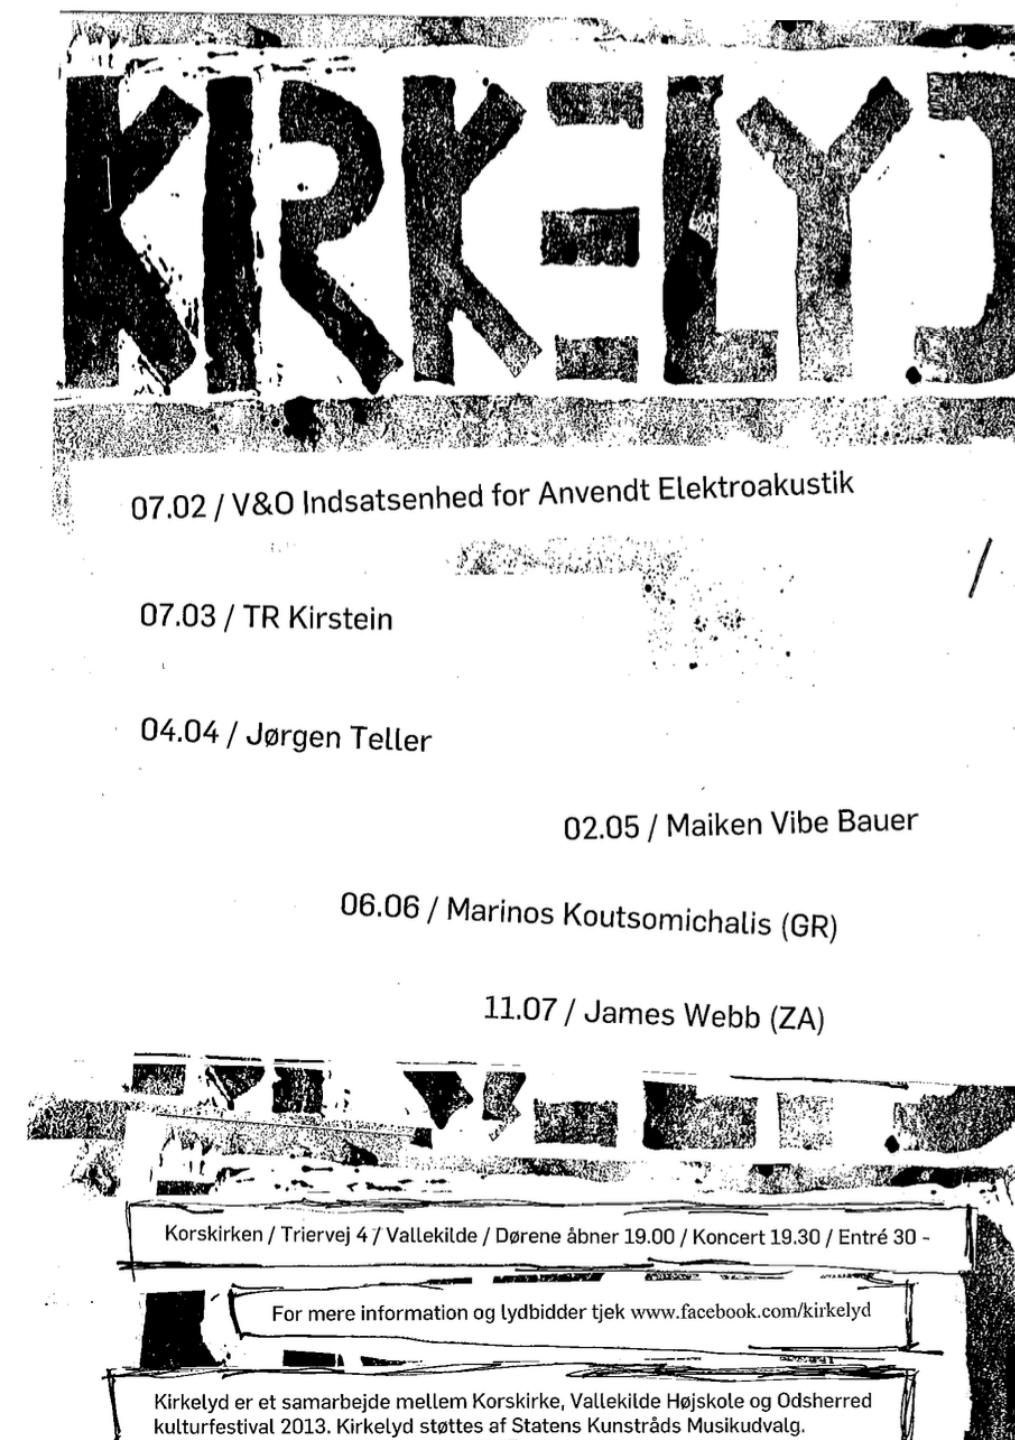 KIRKELYD
07.02 / V&O Indsatsenhed for Anvendt Elektroakustik
07.03 / TR Kirstein
04.04 / Jørgen Teller
02.05 / Maiken Vibe Bauer
06.06 / Marinos Koutsomichalis (GR)
11.07 / James Webb (ZA)
Korskirken / Triervej 4 / Vallekilde / Dørene åbner 19.00 / Koncert 19.30 / Entré 30 -
For mere information og lydbidder tjek www.facebook.com/kirkelyd
Kirkelyd er et samarbejde mellem Korskirke, Vallekilde Højskole og Odsherred
kulturfestival 2013. Kirkelyd støttes af Statens Kunstråds Musikudvalg.